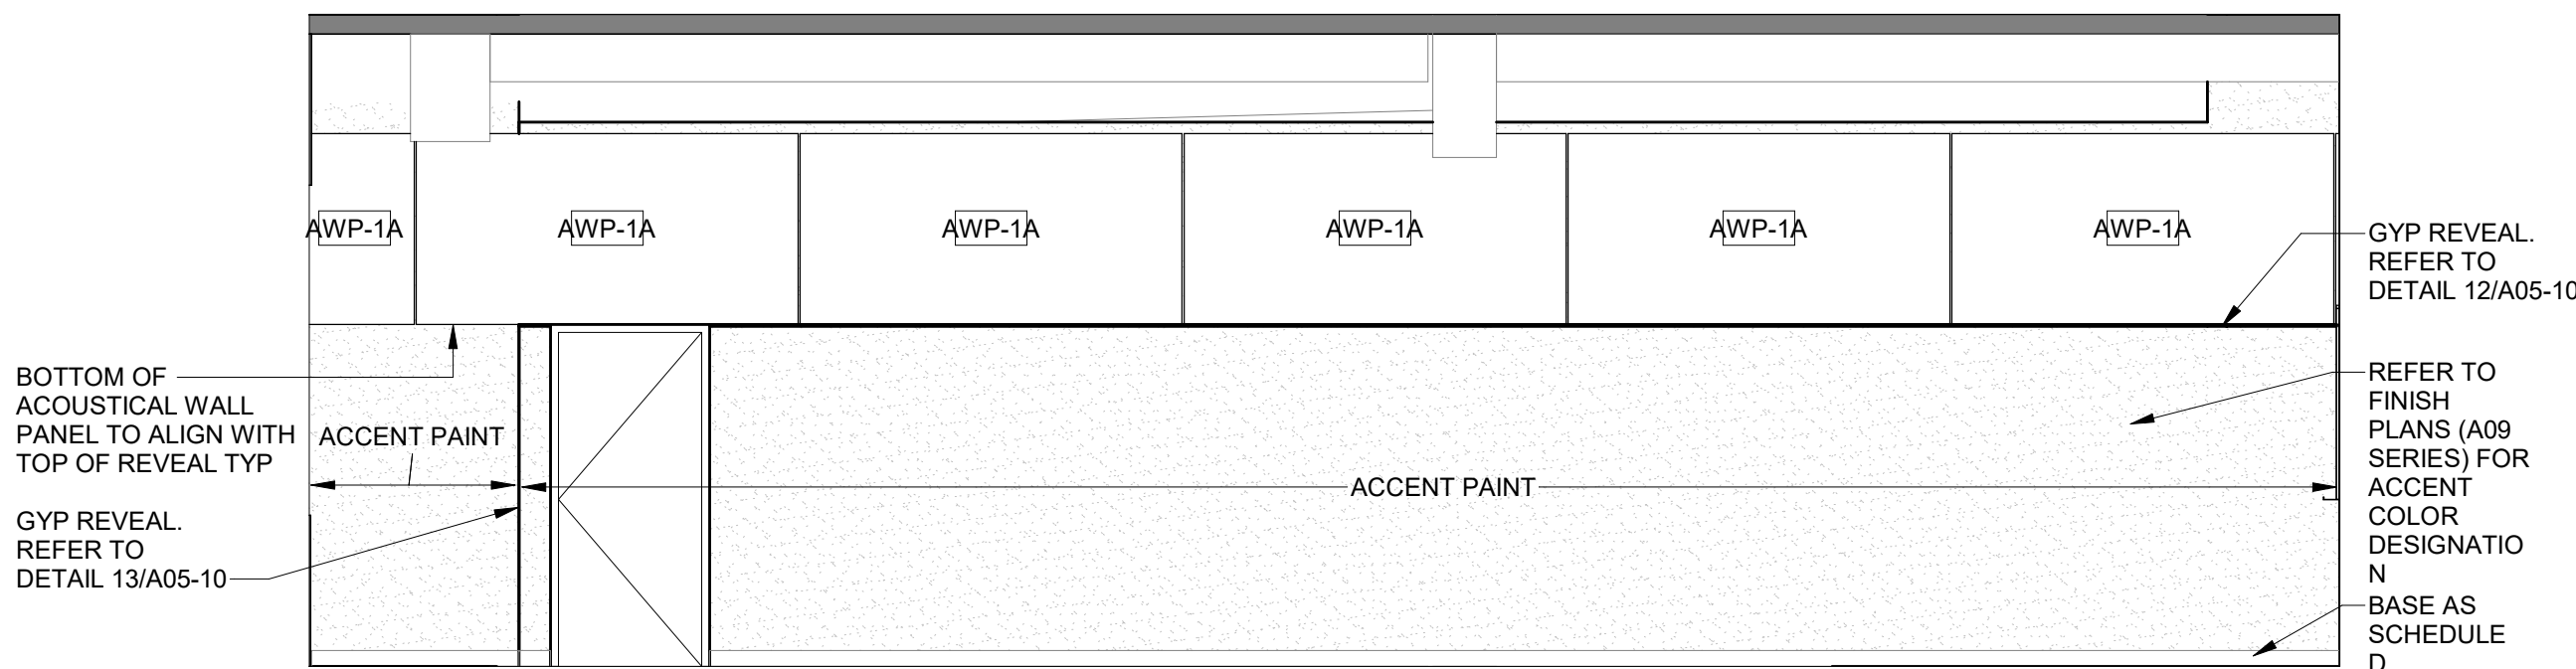 AWP-1A
AWP-1A
AWP-1A
AWP-1A
AWP-1A
AWP-1A
GYP REVEAL.
REFER TO
DETAIL 12/A05-10
BOTTOM OF
ACOUSTICAL WALL
PANEL TO ALIGN WITH
TOP OF REVEAL TYP
ACCENT PAINT
GYP REVEAL.
REFER TO
DETAIL 13/A05-10
ACCENT PAINT
REFER TO
FINISH
PLANS (A09
SERIES) FOR
ACCENT
COLOR
DESIGNATIO
N
BASE AS
SCHEDULE
D